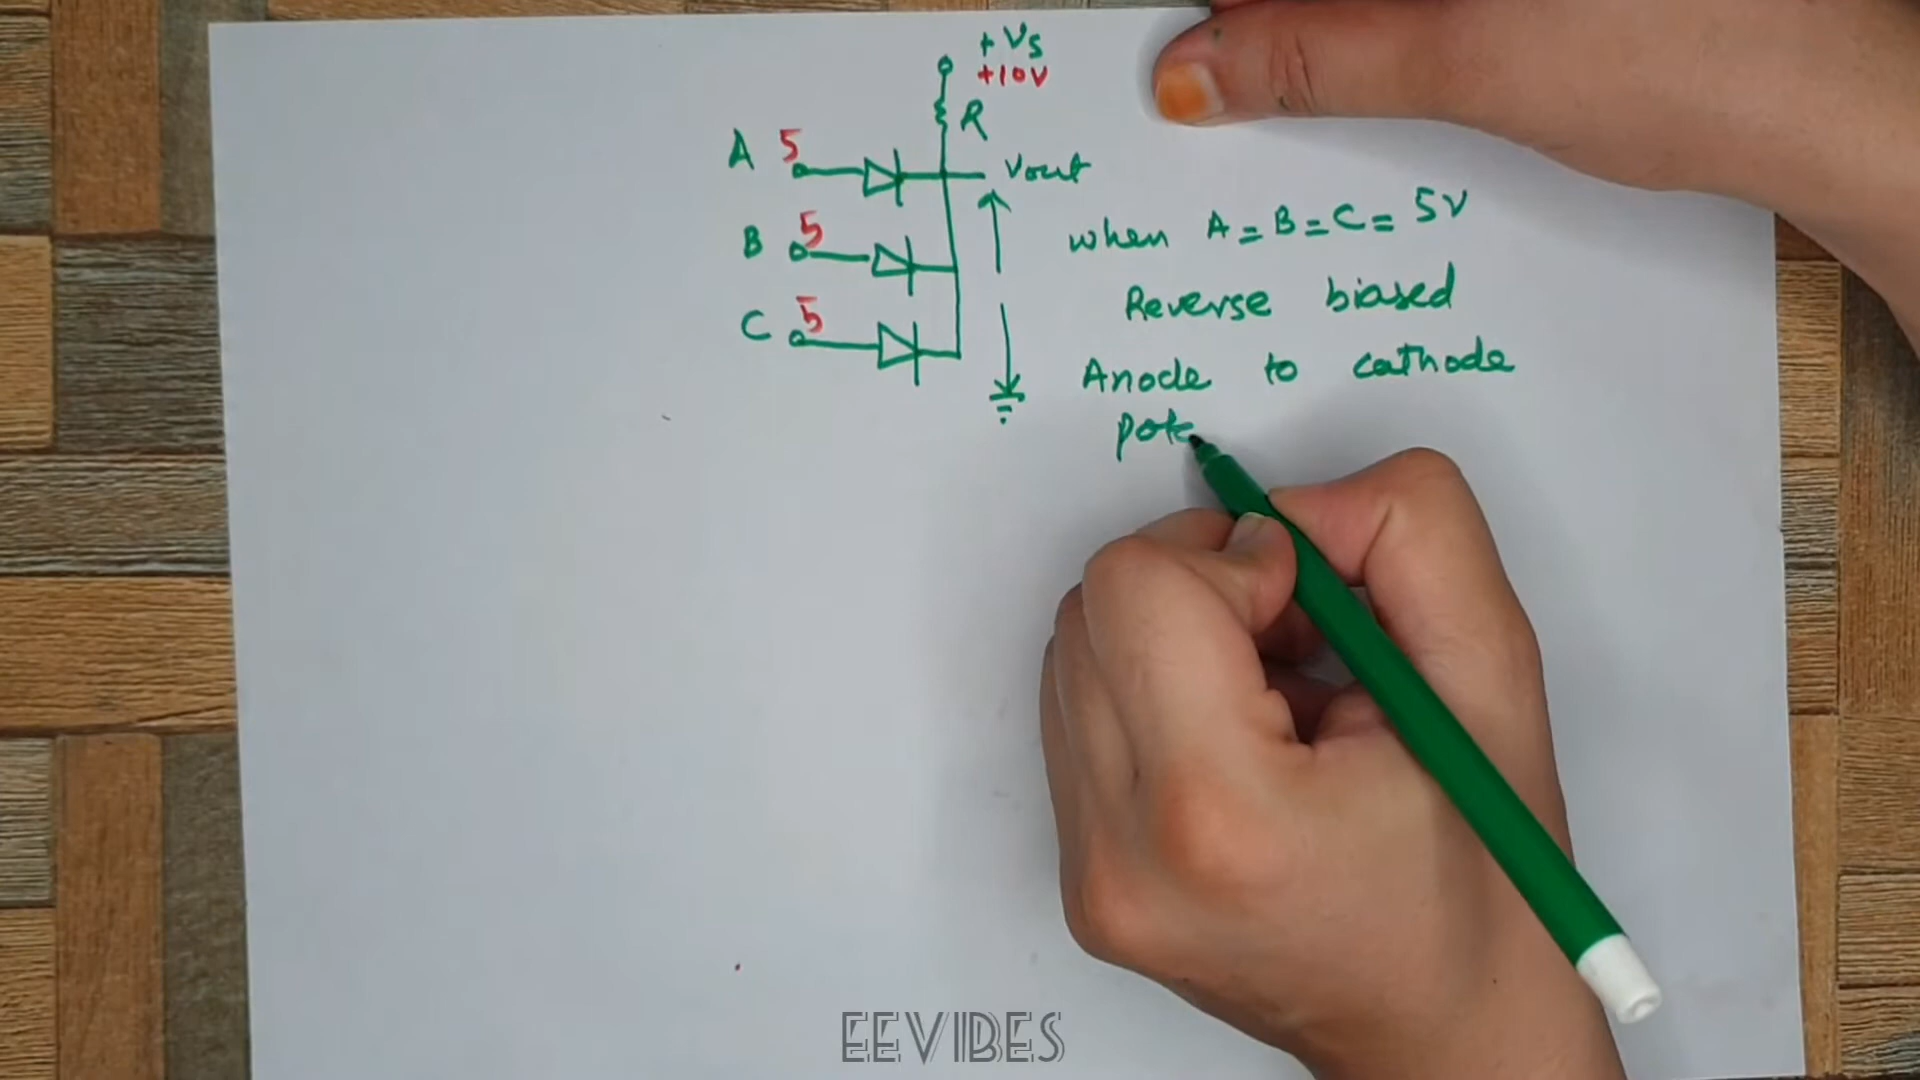 +Vs
+10V
R
A 5
Vout
B 5
when A = B = C = 5V
C 5
Reverse biased
Anode to cathode
pote
EEVIBES